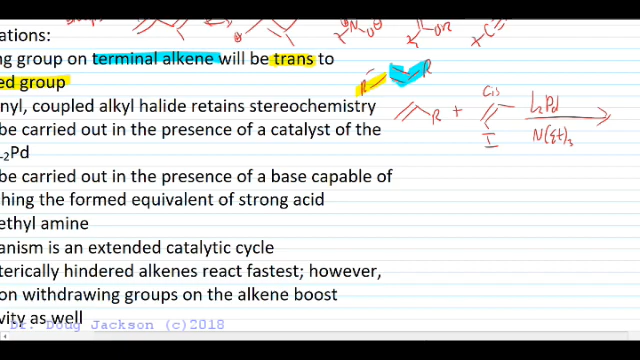 ations:
ng group on terminal alkene will be trans to
ed group
R R
nyl, coupled alkyl halide retains stereochemistry
Cis
R + I L₂Pd
N(Et)₃
be carried out in the presence of a catalyst of the
L₂Pd
be carried out in the presence of a base capable of
shing the formed equivalent of strong acid
ethyl amine
anism is an extended catalytic cycle
terically hindered alkenes react fastest; however,
on withdrawing groups on the alkene boost
vity as well
Dr. Doug Jackson (c)2018